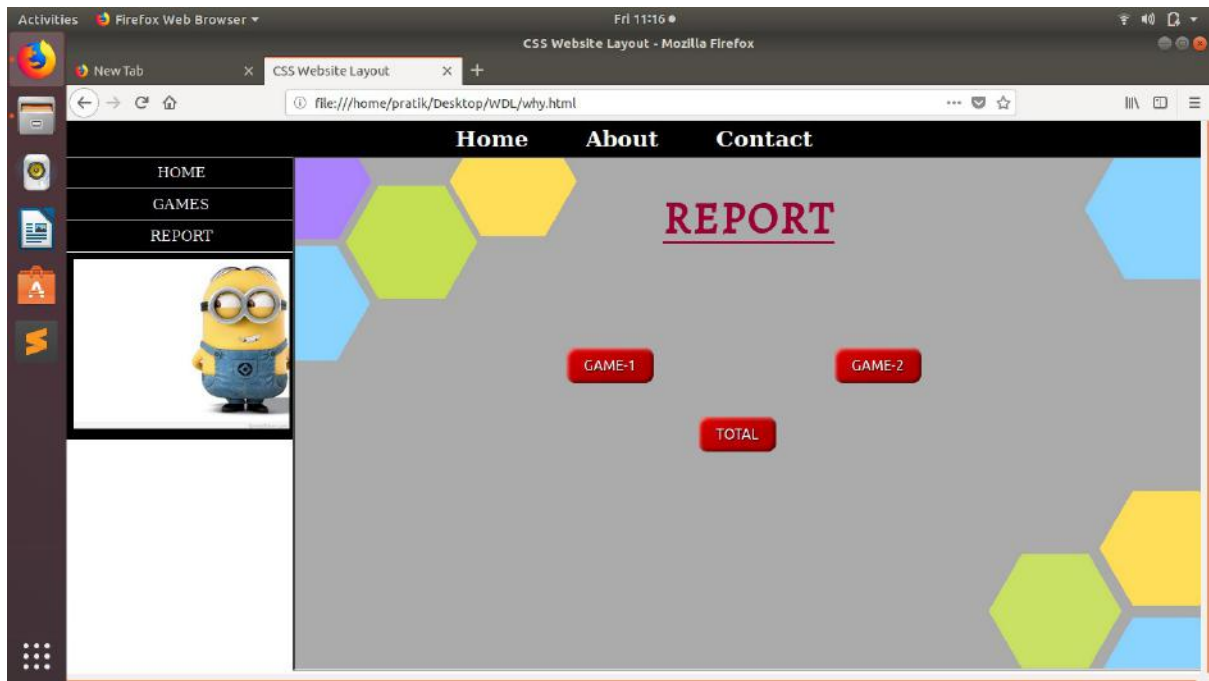 Activities Firefox Web Browser Fri 11:16
CSS Website Layout - Mozilla Firefox
New Tab CSS Website Layout
file:///home/pratik/Desktop/WDL/why.html
Home About Contact
HOME
GAMES
REPORT
REPORT
GAME-1 GAME-2
TOTAL